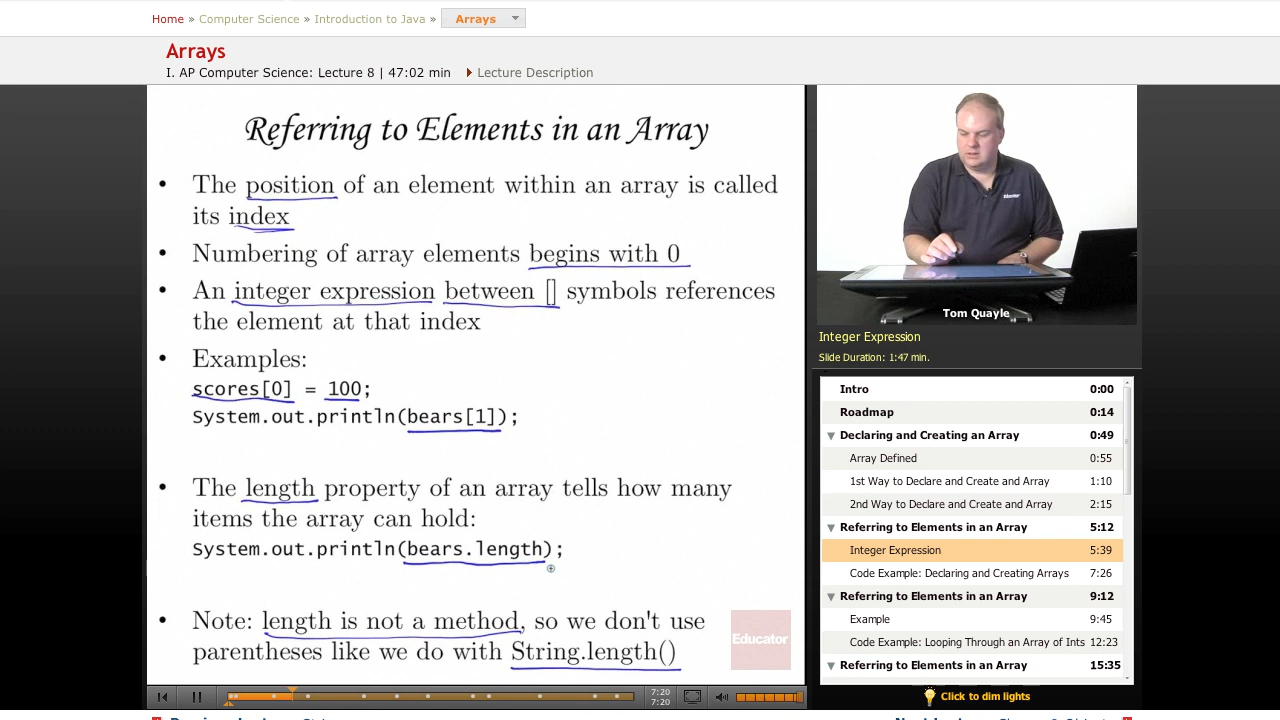 Home » Computer Science » Introduction to Java » Arrays
Arrays
I. AP Computer Science: Lecture 8 | 47:02 min Lecture Description
Referring to Elements in an Array
• The position of an element within an array is called
its index
• Numbering of array elements begins with 0
• An integer expression between [] symbols references
the element at that index
• Examples:
scores[0] = 100;
System.out.println(bears[1]);
• The length property of an array tells how many
items the array can hold:
System.out.println(bears.length);
• Note: length is not a method, so we don't use
parentheses like we do with String.length()
Educator
7:20
7:20
Tom Quayle
Integer Expression
Slide Duration: 1:47 min.
Intro 0:00
Roadmap 0:14
Declaring and Creating an Array 0:49
Array Defined 0:55
1st Way to Declare and Create and Array 1:10
2nd Way to Declare and Create and Array 2:15
Referring to Elements in an Array 5:12
Integer Expression 5:39
Code Example: Declaring and Creating Arrays 7:26
Referring to Elements in an Array 9:12
Example 9:45
Code Example: Looping Through an Array of Ints 12:23
Referring to Elements in an Array 15:35
Click to dim lights